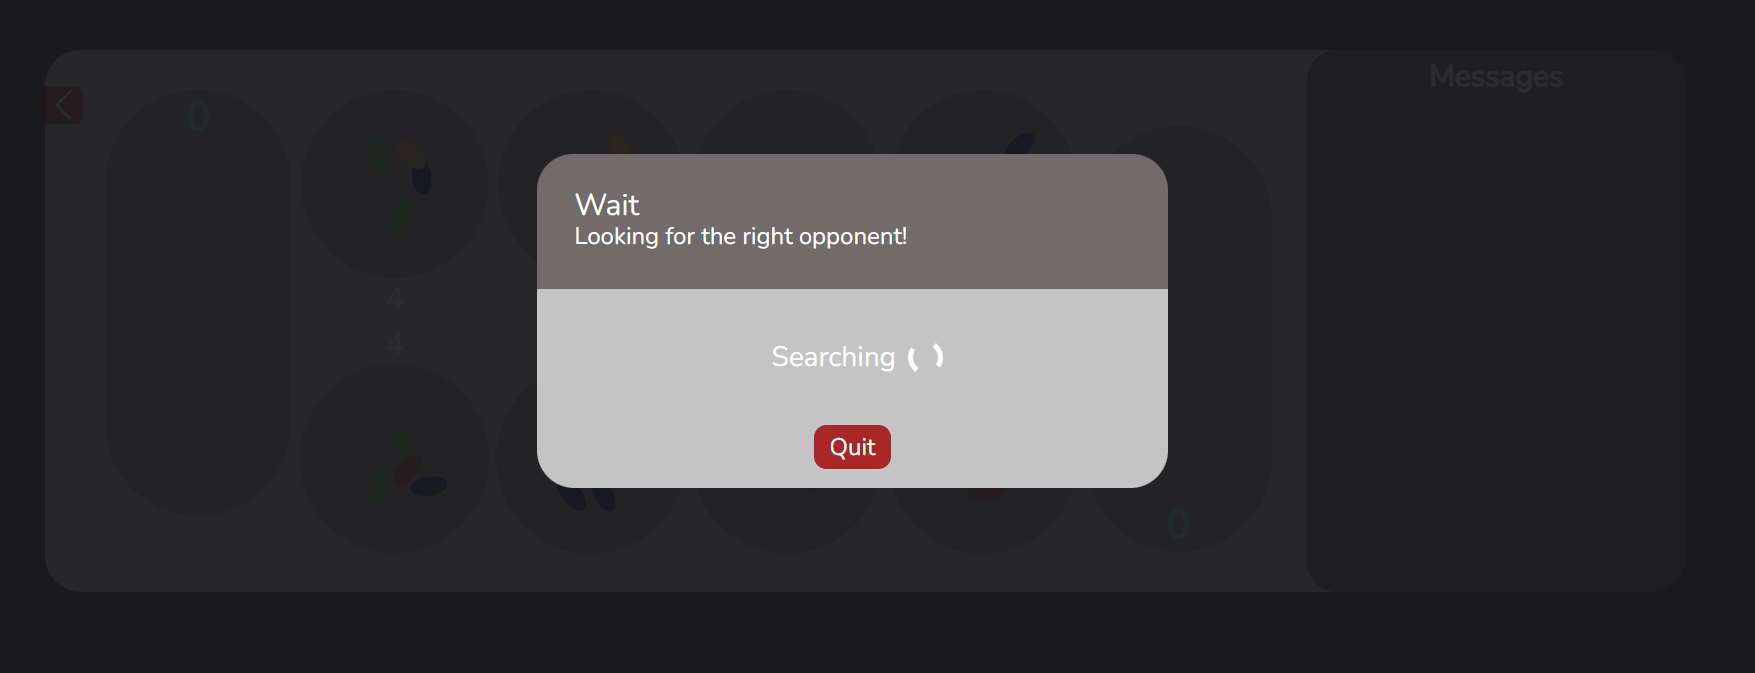 Messages
0
Wait
Looking for the right opponent!
4
4
Searching
Quit
0